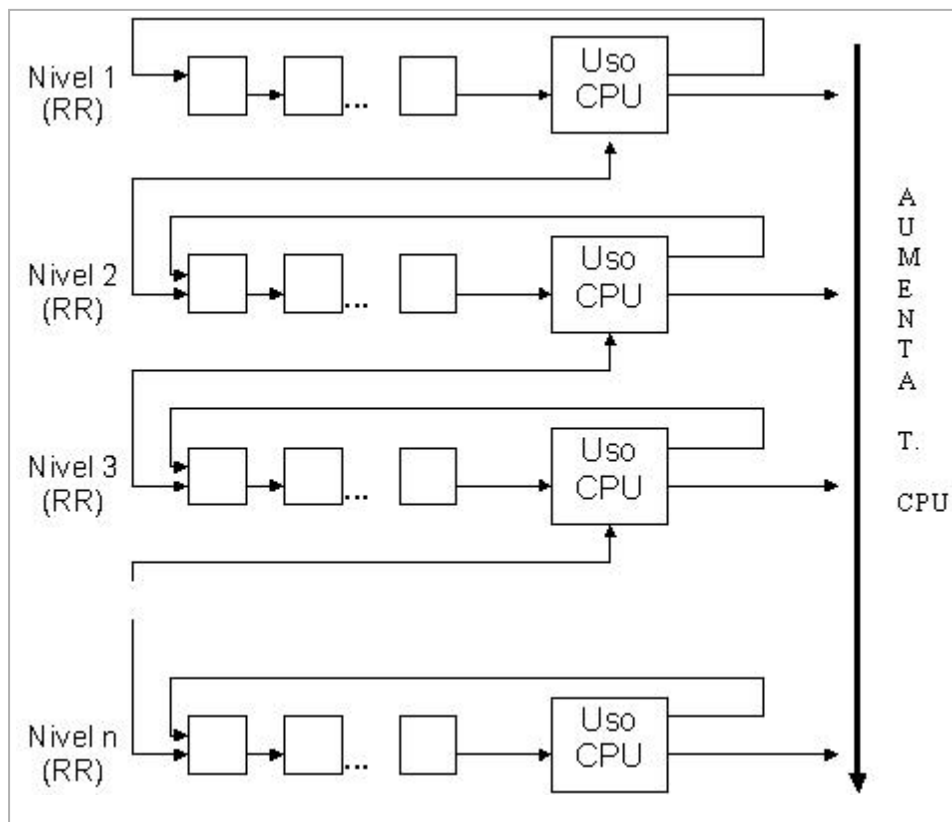 Nivel 1
(RR)
...
Uso
CPU
Nivel 2
(RR)
...
Uso
CPU
Nivel 3
(RR)
...
Uso
CPU
Nivel n
(RR)
...
Uso
CPU
AUMENTA
T.
CPU